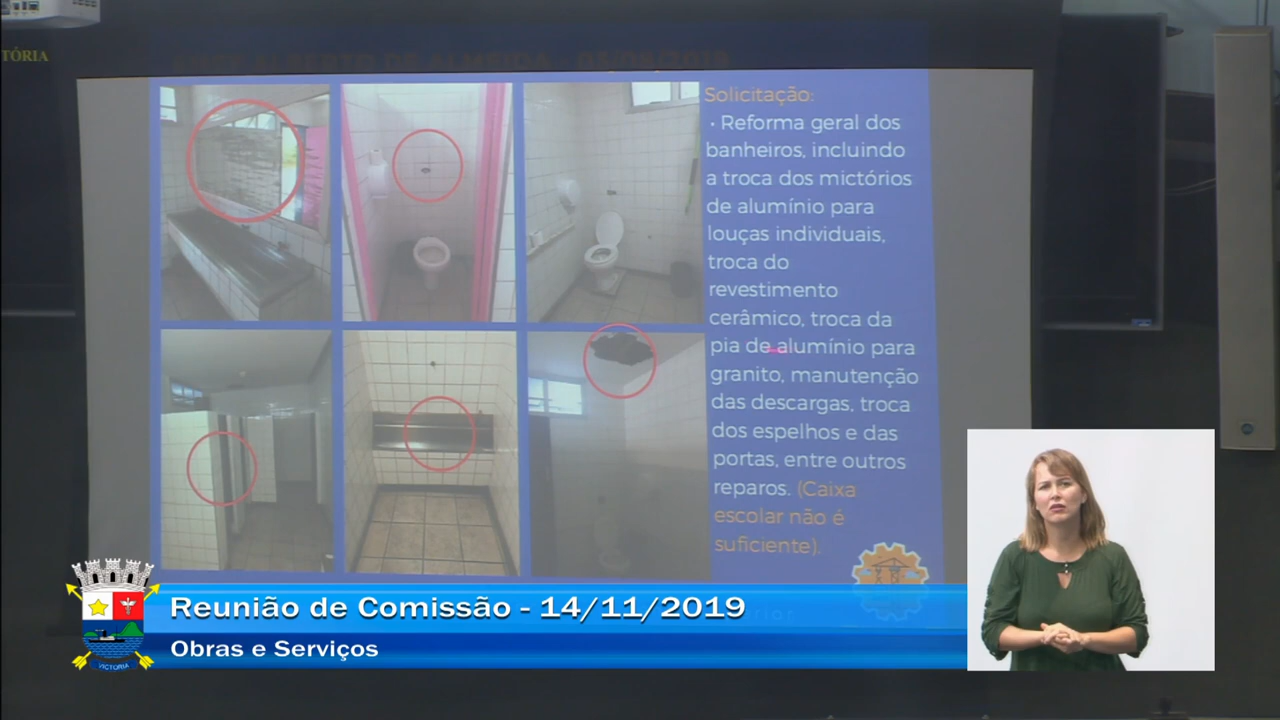 TÓRIA
Solicitação:
• Reforma geral dos
banheiros, incluindo
a troca dos mictórios
de alumínio para
louças individuais,
troca do
revestimento
cerâmico, troca da
pia de alumínio para
granito, manutenção
das descargas, troca
dos espelhos e das
portas, entre outros
reparos. (Caixa
escolar não é
suficiente).
Reunião de Comissão - 14/11/2019
Obras e Serviços
VICTORIA